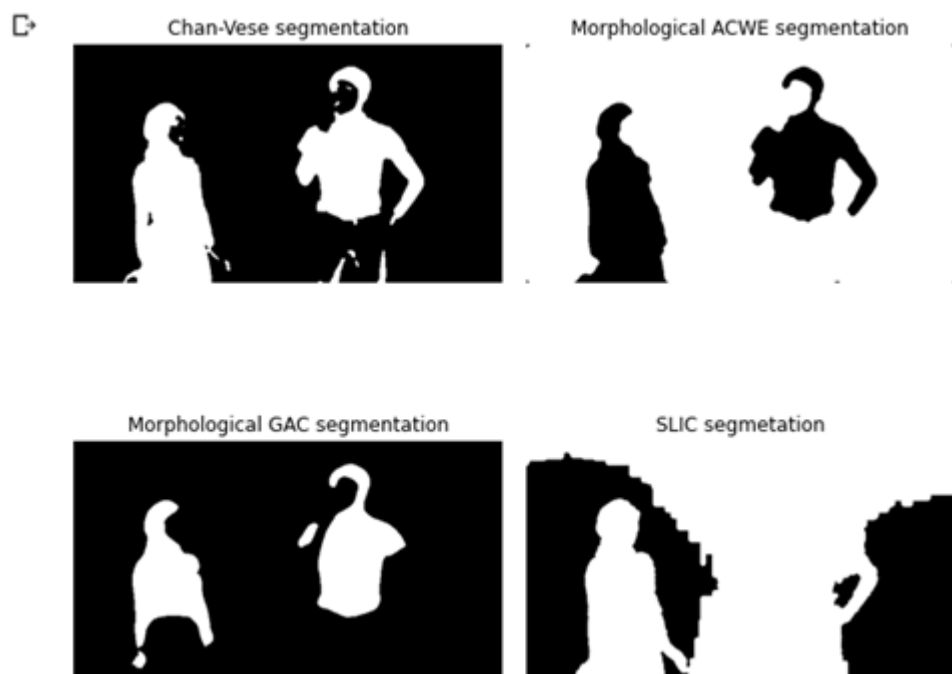 Chan-Vese segmentation
Morphological ACWE segmentation
Morphological GAC segmentation
SLIC segmetation